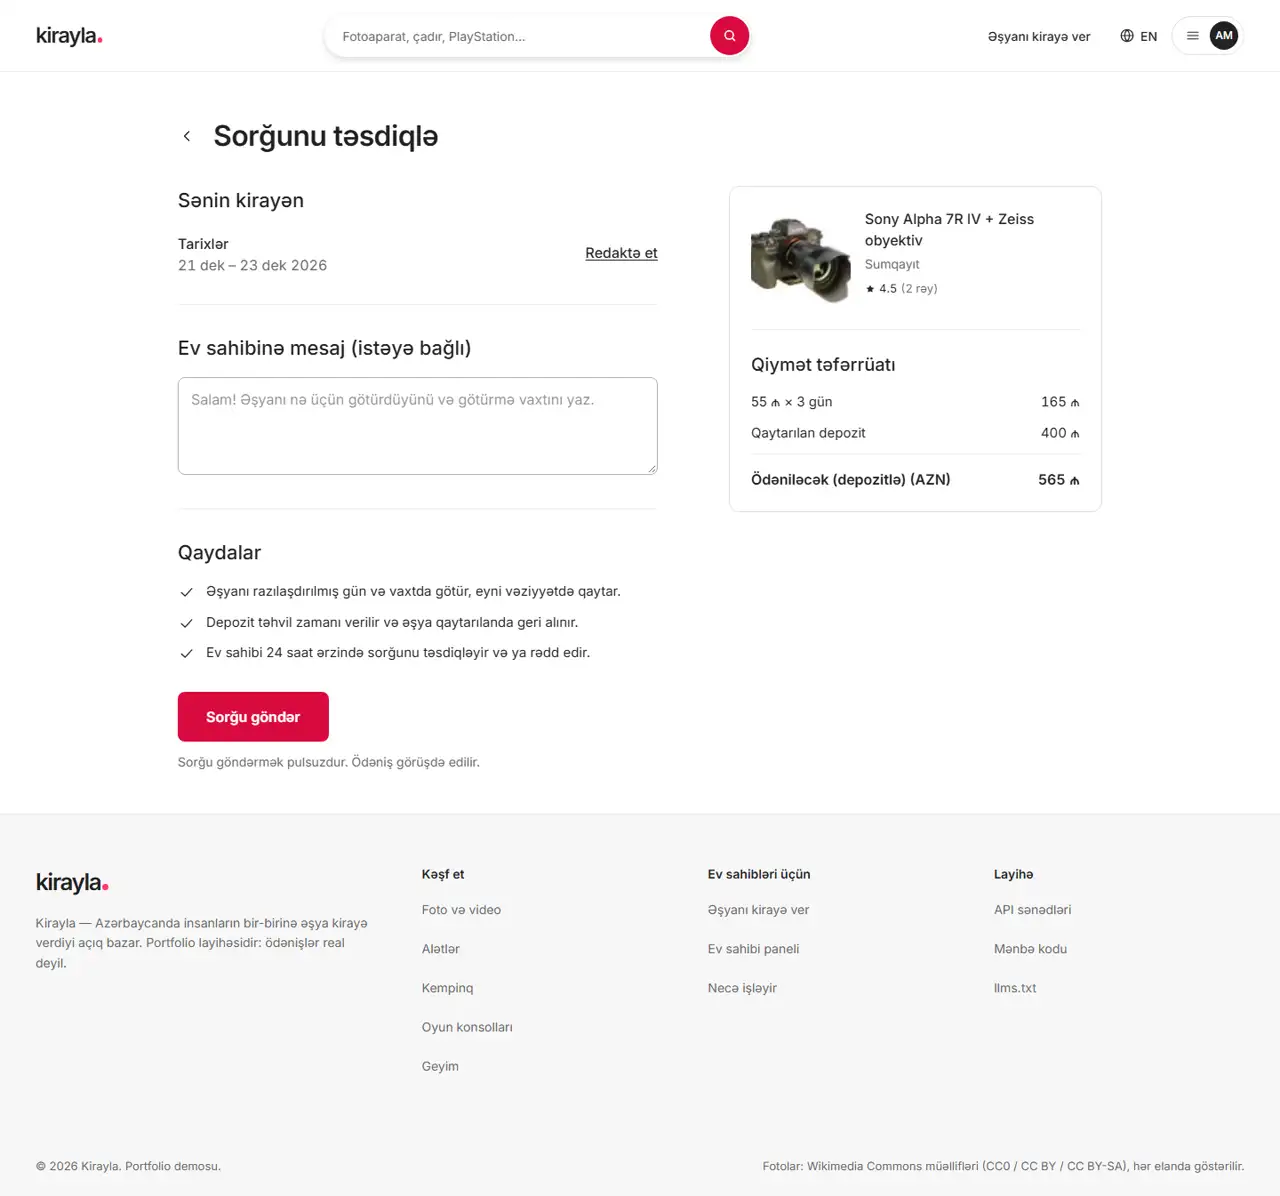 kirayla.
Fotoaparat, çadır, PlayStation...
Əşyanı kirayə ver
EN
AM
Sorğunu təsdiqlə
Sənin kirayən
Tarixlər
21 dek – 23 dek 2026
Redaktə et
Ev sahibinə mesaj (istəyə bağlı)
Salam! Əşyanı nə üçün götürdüyünü və götürmə vaxtını yaz.
Qaydalar
Əşyanı razılaşdırılmış gün və vaxtda götür, eyni vəziyyətdə qaytar.
Depozit təhvil zamanı verilir və əşya qaytarılanda geri alınır.
Ev sahibi 24 saat ərzində sorğunu təsdiqləyir və ya rədd edir.
Sorğu göndər
Sorğu göndərmək pulsuzdur. Ödəniş görüşdə edilir.
Sony Alpha 7R IV + Zeiss
obyektiv
Sumqayıt
★ 4.5 (2 rəy)
Qiymət təfərrüatı
55 ₼ × 3 gün 165 ₼
Qaytarılan depozit 400 ₼
Ödəniləcək (depozitlə) (AZN) 565 ₼
kirayla.
Kirayla — Azərbaycanda insanların bir-birinə əşya kirayə
verdiyi açıq bazar. Portfolio layihəsidir: ödənişlər real
deyil.
Kəşf et
Foto və video
Alətlər
Kempinq
Oyun konsolları
Geyim
Ev sahibləri üçün
Əşyanı kirayə ver
Ev sahibi paneli
Necə işləyir
Layihə
API sənədləri
Mənbə kodu
llms.txt
© 2026 Kirayla. Portfolio demosu.
Fotolar: Wikimedia Commons müəllifləri (CC0 / CC BY / CC BY-SA), hər elanda göstərilir.